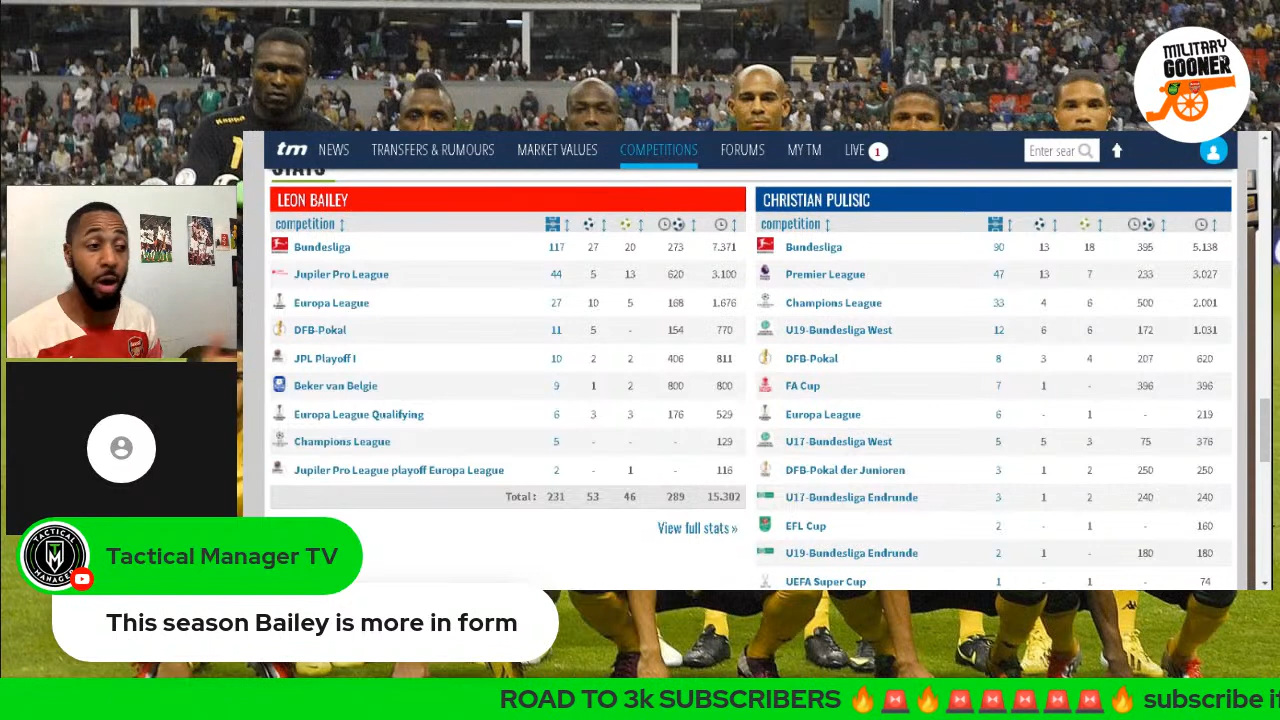 MILITARY
GOONER
Kappa
1
tm NEWS TRANSFERS & RUMOURS MARKET VALUES COMPETITIONS FORUMS MY TM LIVE 1 Enter sear
STATS
LEON BAILEY
competition
Bundesliga 117 27 20 273 7.371
Jupiler Pro League 44 5 13 620 3.100
Europa League 27 10 5 168 1.676
DFB-Pokal 11 5 - 154 770
JPL Playoff I 10 2 2 406 811
Beker van Belgie 9 1 2 800 800
Europa League Qualifying 6 3 3 176 529
Champions League 5 - - - 129
Jupiler Pro League playoff Europa League 2 - 1 - 116
Total: 231 53 46 289 15.302
View full stats »
CHRISTIAN PULISIC
competition
Bundesliga 90 13 18 395 5.138
Premier League 47 13 7 233 3.027
Champions League 33 4 6 500 2.001
U19-Bundesliga West 12 6 6 172 1.031
DFB-Pokal 8 3 4 207 620
FA Cup 7 1 - 396 396
Europa League 6 - 1 - 219
U17-Bundesliga West 5 5 3 75 376
DFB-Pokal der Junioren 3 1 2 250 250
U17-Bundesliga Endrunde 3 1 2 240 240
EFL Cup 2 - 1 - 160
U19-Bundesliga Endrunde 2 1 - 180 180
UEFA Super Cup 1 - 1 - 74
TACTICAL
TM
MANAGER
Tactical Manager TV
This season Bailey is more in form
ROAD TO 3k SUBSCRIBERS 🔥🚨🔥🚨🚨🚨🚨🚨🔥 subscribe if